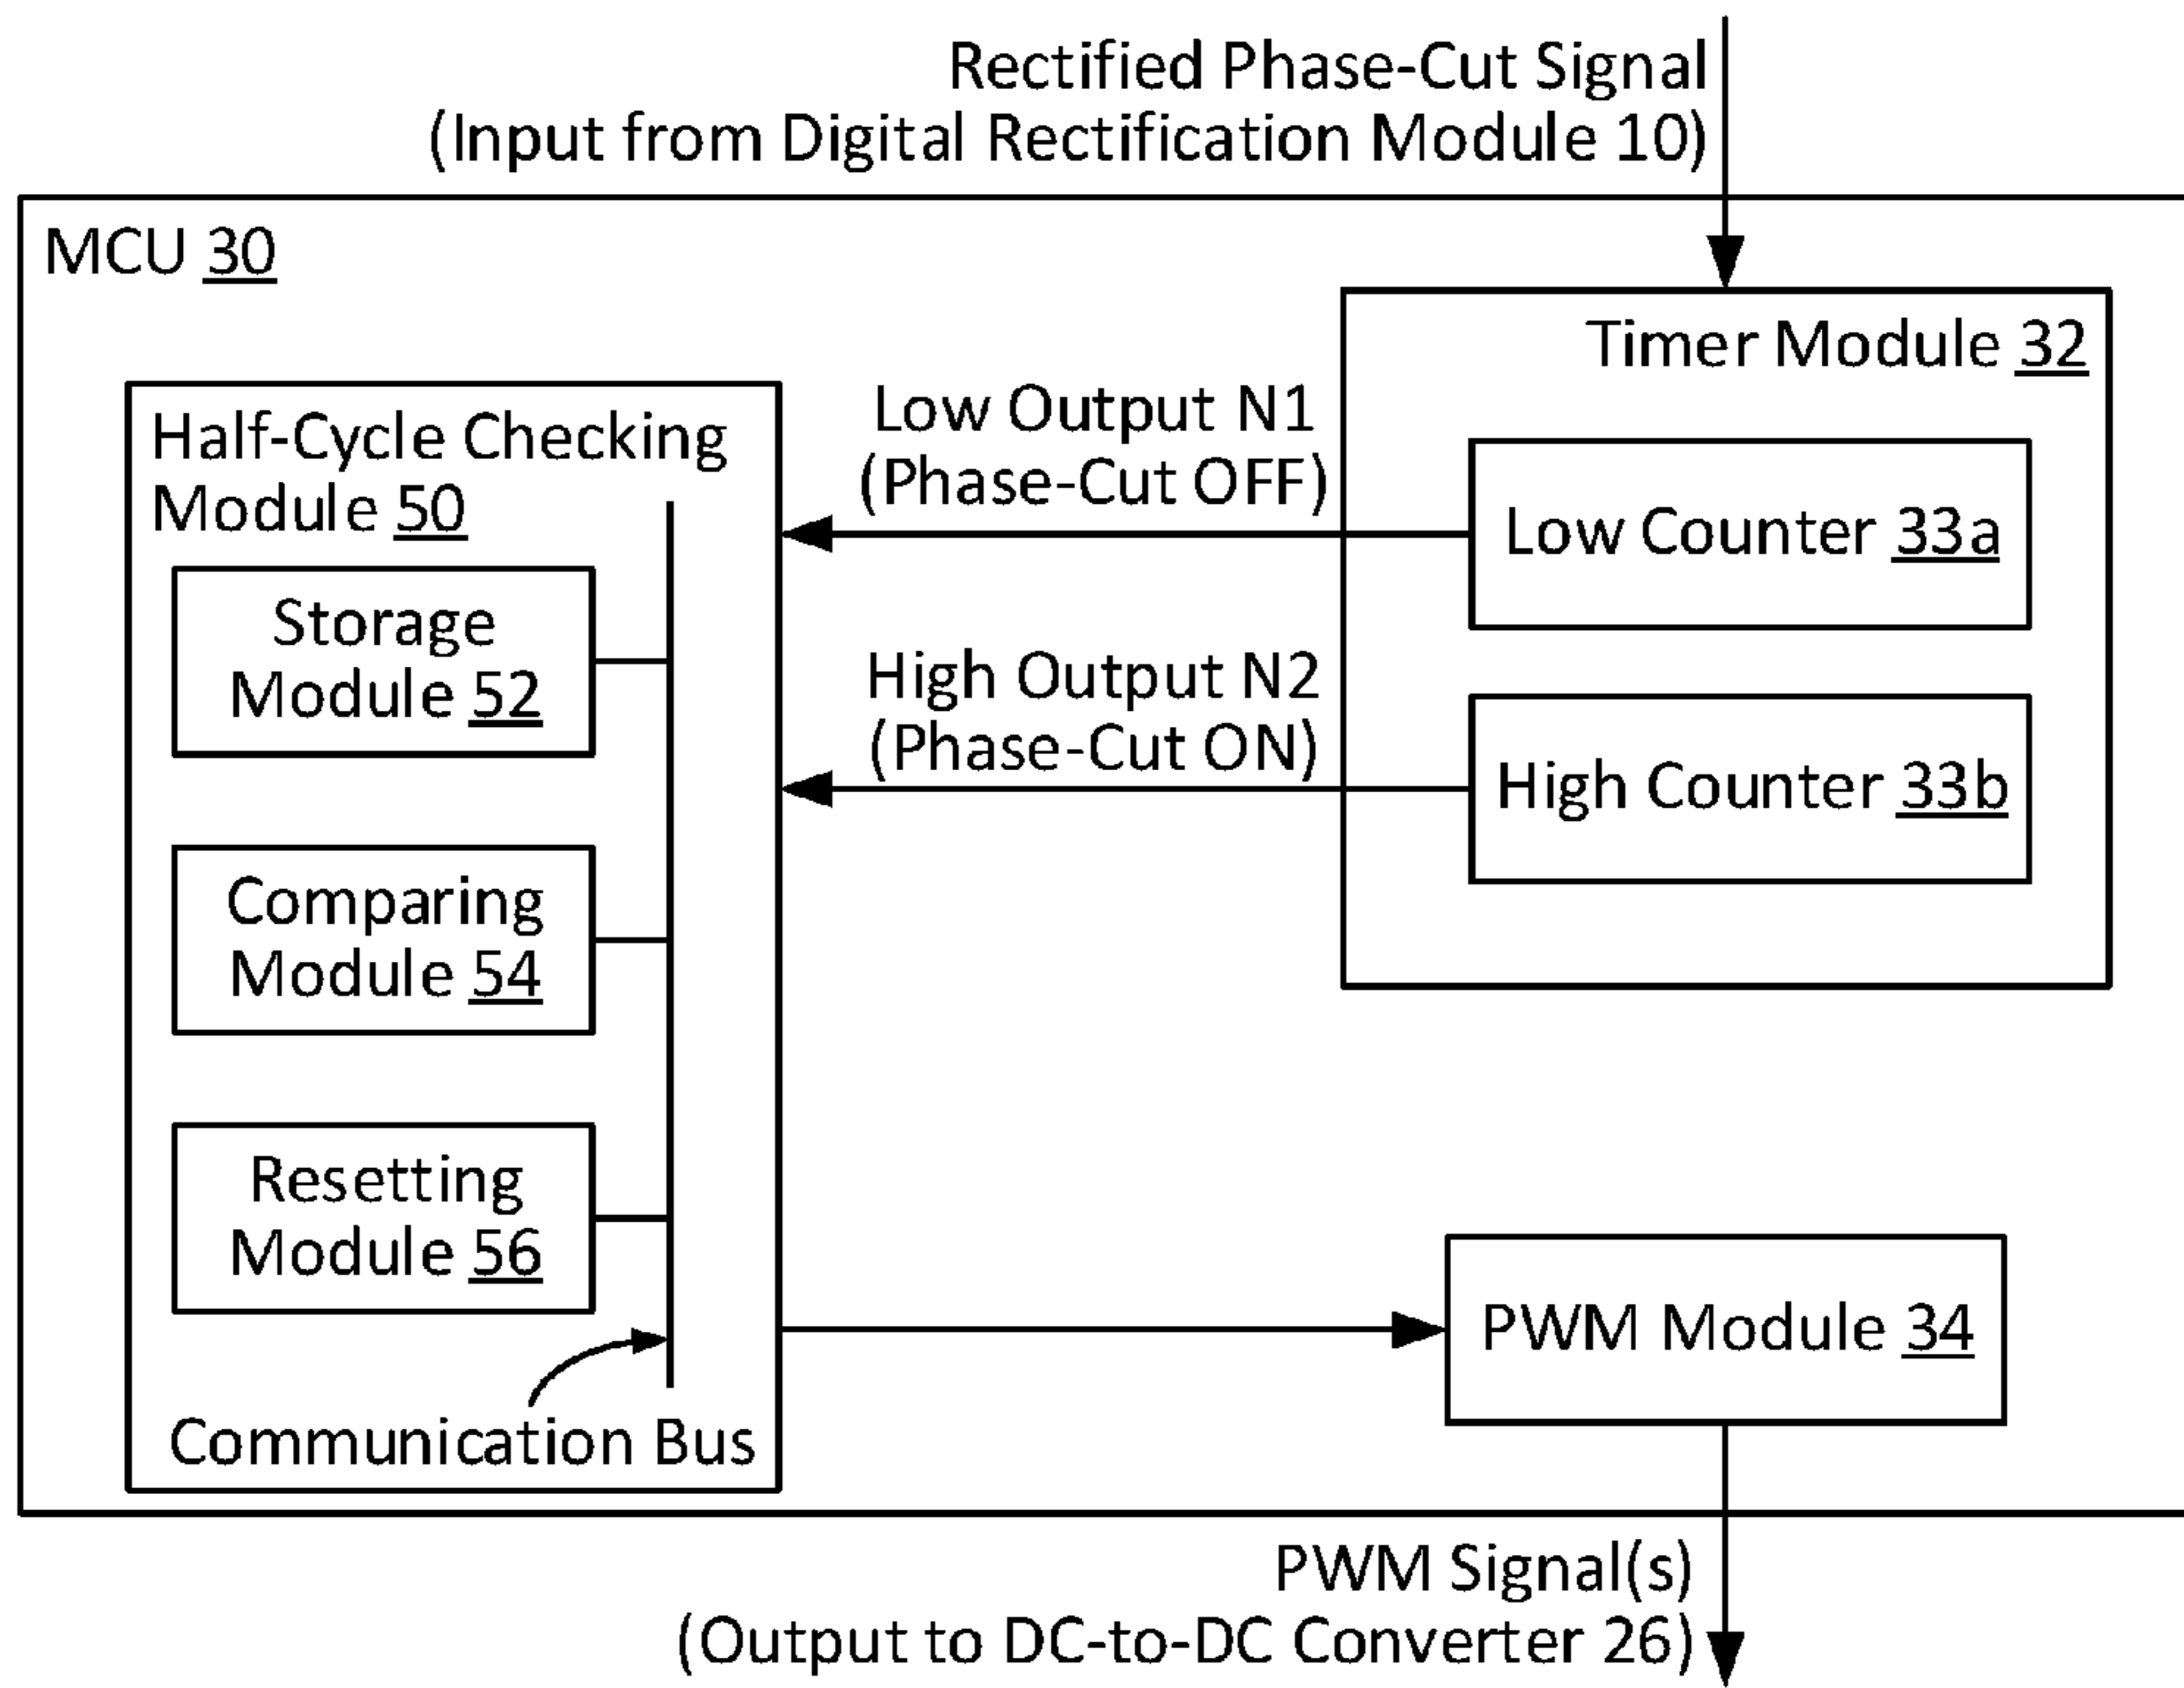 Rectified Phase-Cut Signal
(Input from Digital Rectification Module 10)
MCU 30
Timer Module 32
Half-Cycle Checking
Module 50
Low Output N1
(Phase-Cut OFF)
Low Counter 33a
Storage
Module 52
High Output N2
(Phase-Cut ON)
High Counter 33b
Comparing
Module 54
Resetting
Module 56
PWM Module 34
Communication Bus
PWM Signal(s)
(Output to DC-to-DC Converter 26)